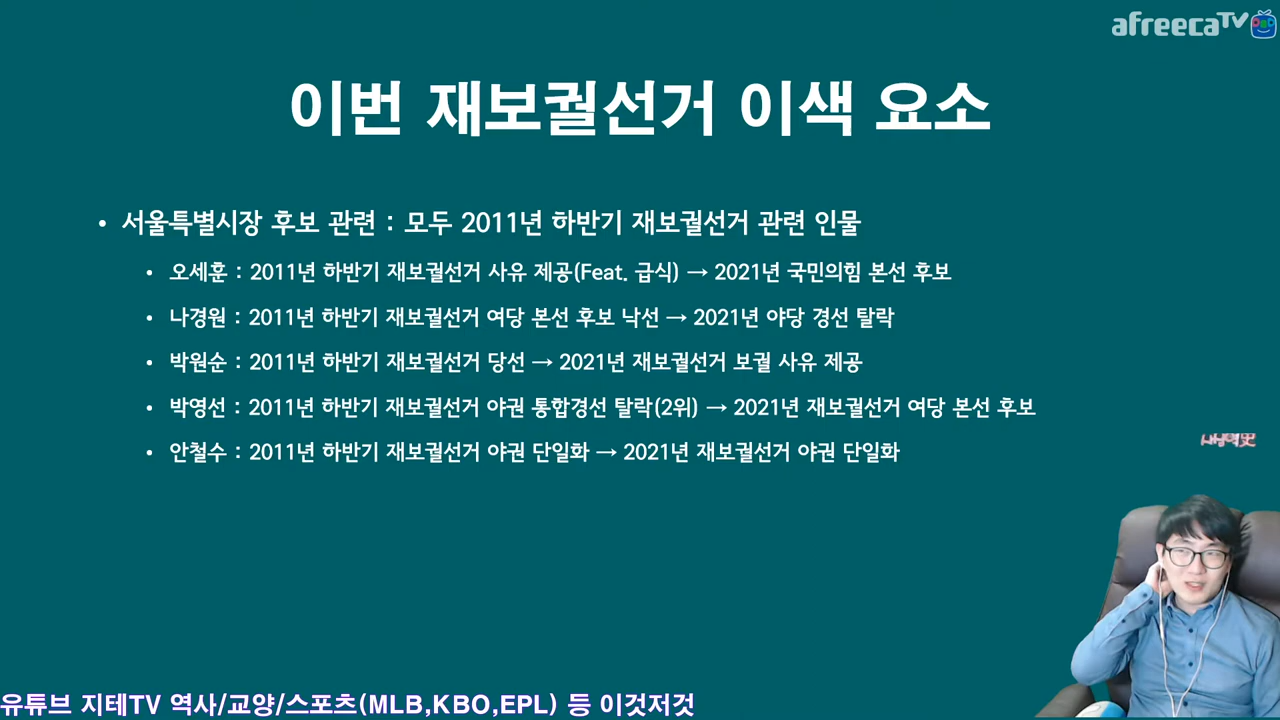 afreecaTV
이번 재보궐선거 이색 요소
• 서울특별시장 후보 관련 : 모두 2011년 하반기 재보궐선거 관련 인물
• 오세훈 : 2011년 하반기 재보궐선거 사유 제공(Feat. 급식) → 2021년 국민의힘 본선 후보
• 나경원 : 2011년 하반기 재보궐선거 여당 본선 후보 낙선 → 2021년 야당 경선 탈락
• 박원순 : 2011년 하반기 재보궐선거 당선 → 2021년 재보궐선거 보궐 사유 제공
• 박영선 : 2011년 하반기 재보궐선거 야권 통합경선 탈락(2위) → 2021년 재보궐선거 여당 본선 후보
• 안철수 : 2011년 하반기 재보궐선거 야권 단일화 → 2021년 재보궐선거 야권 단일화
유튜브 지테TV 역사/교양/스포츠(MLB,KBO,EPL) 등 이것저것